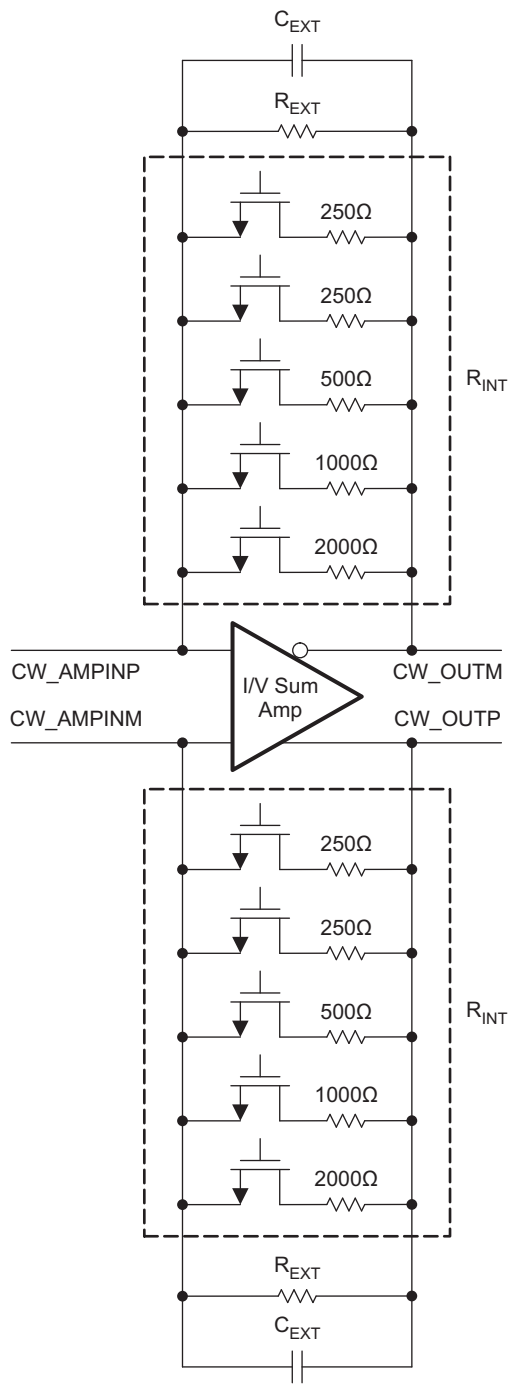 C_EXT
R_EXT
250Ω
250Ω
500Ω
R_INT
1000Ω
2000Ω
CW_AMPINP
I/V Sum
Amp
CW_OUTM
CW_AMPINM
CW_OUTP
250Ω
250Ω
500Ω
R_INT
1000Ω
2000Ω
R_EXT
C_EXT